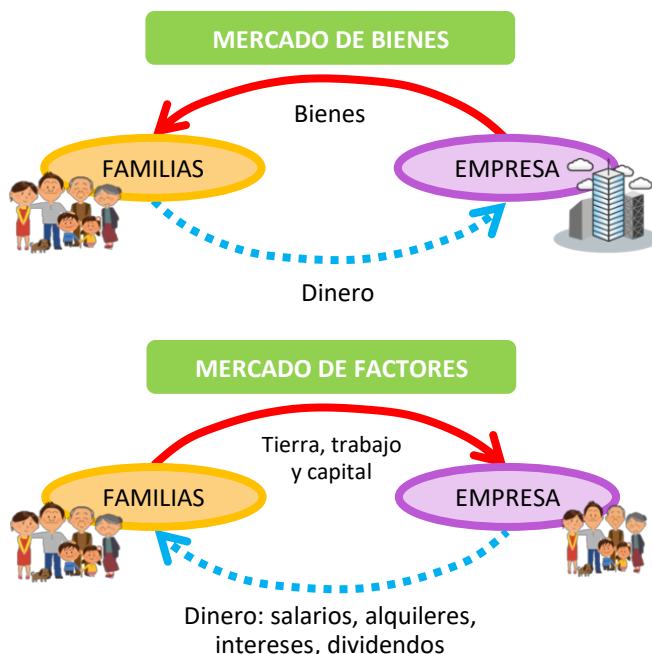 MERCADO DE BIENES
Bienes
FAMILIAS
EMPRESA
Dinero
MERCADO DE FACTORES
Tierra, trabajo
y capital
FAMILIAS
EMPRESA
Dinero: salarios, alquileres,
intereses, dividendos